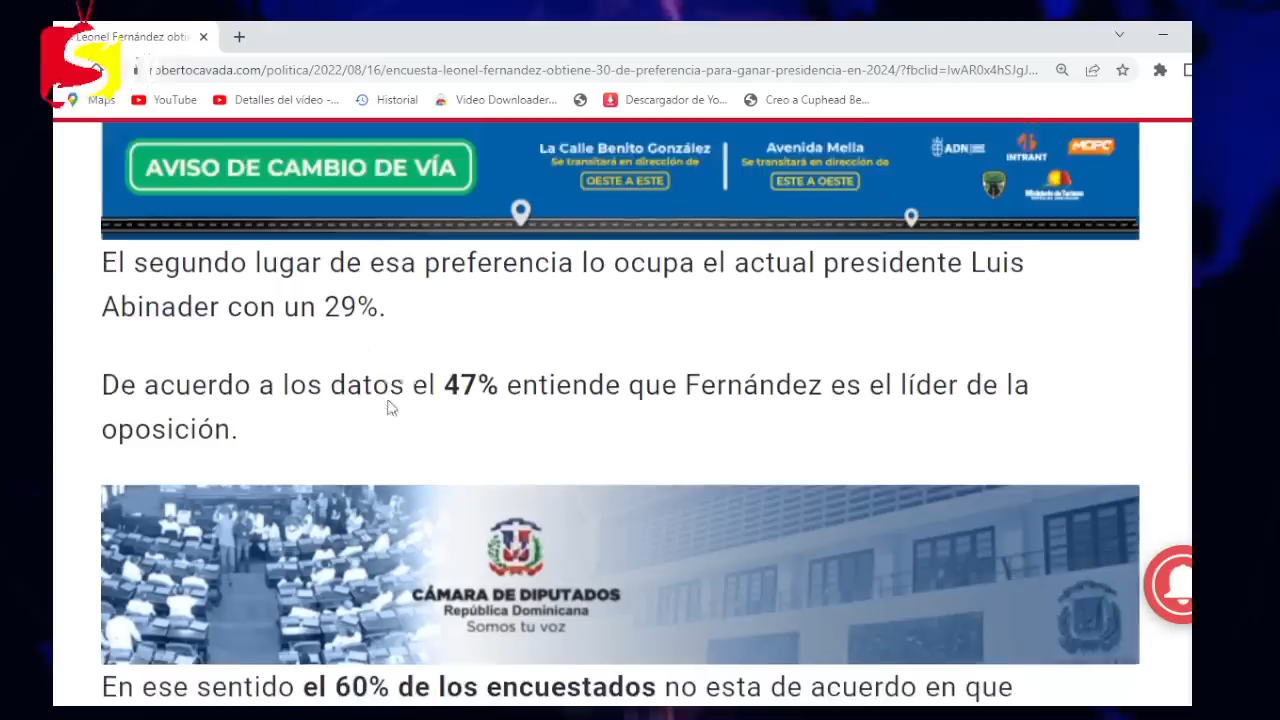 Leonel Fernández obti
obertocavada.com/politica/2022/08/16/encuesta-leonel-fernandez-obtiene-30-de-preferencia-para-ganar-presidencia-en-2024/?fbclid=IwAR0x4hSJgJ...
Maps YouTube Detalles del vídeo -... Historial Video Downloader... Descargador de Yo... Creo a Cuphead Be...
AVISO DE CAMBIO DE VÍA
La Calle Benito González
Se transitará en dirección de
OESTE A ESTE
Avenida Mella
Se transitará en dirección de
ESTE A OESTE
ADN
INTRANT
MOPC
Ministerio de Turismo
El segundo lugar de esa preferencia lo ocupa el actual presidente Luis
Abinader con un 29%.
De acuerdo a los datos el 47% entiende que Fernández es el líder de la
oposición.
CÁMARA DE DIPUTADOS
República Dominicana
Somos tu voz
En ese sentido el 60% de los encuestados no esta de acuerdo en que